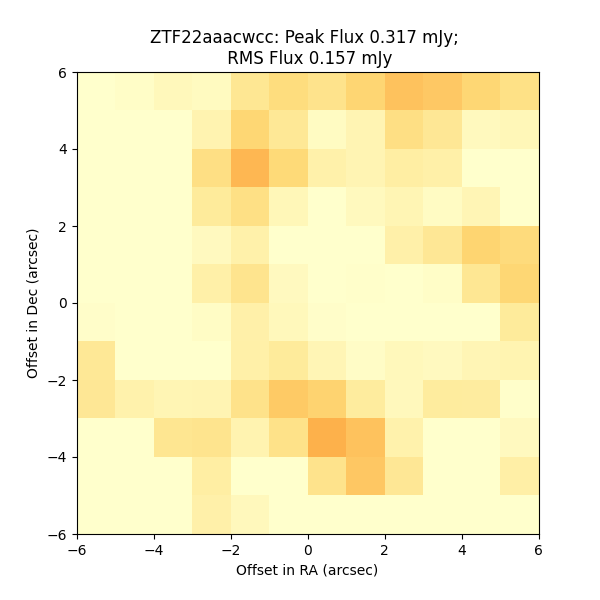 ZTF22aaacwcc: Peak Flux 0.317 mJy;
RMS Flux 0.157 mJy
6
4
2
0
−2
−4
−6
Offset in Dec (arcsec)
−6 −4 −2 0 2 4 6
Offset in RA (arcsec)